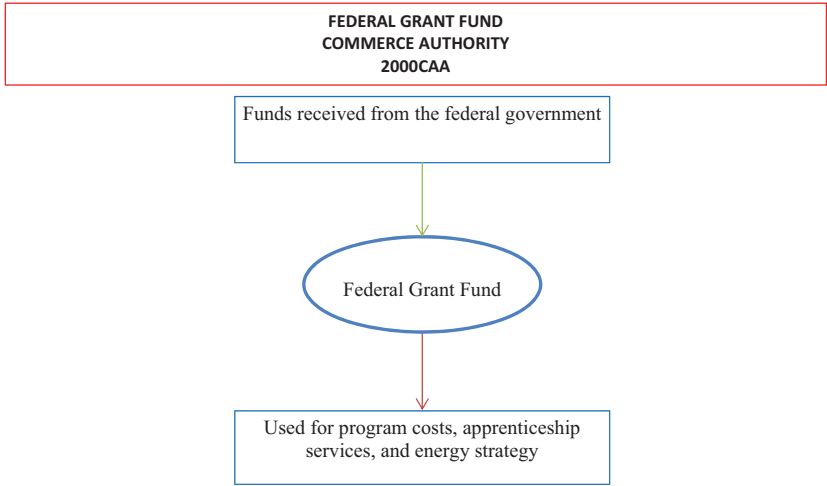 FEDERAL GRANT FUND
COMMERCE AUTHORITY
2000CAA
Funds received from the federal government
Federal Grant Fund
Used for program costs, apprenticeship
services, and energy strategy